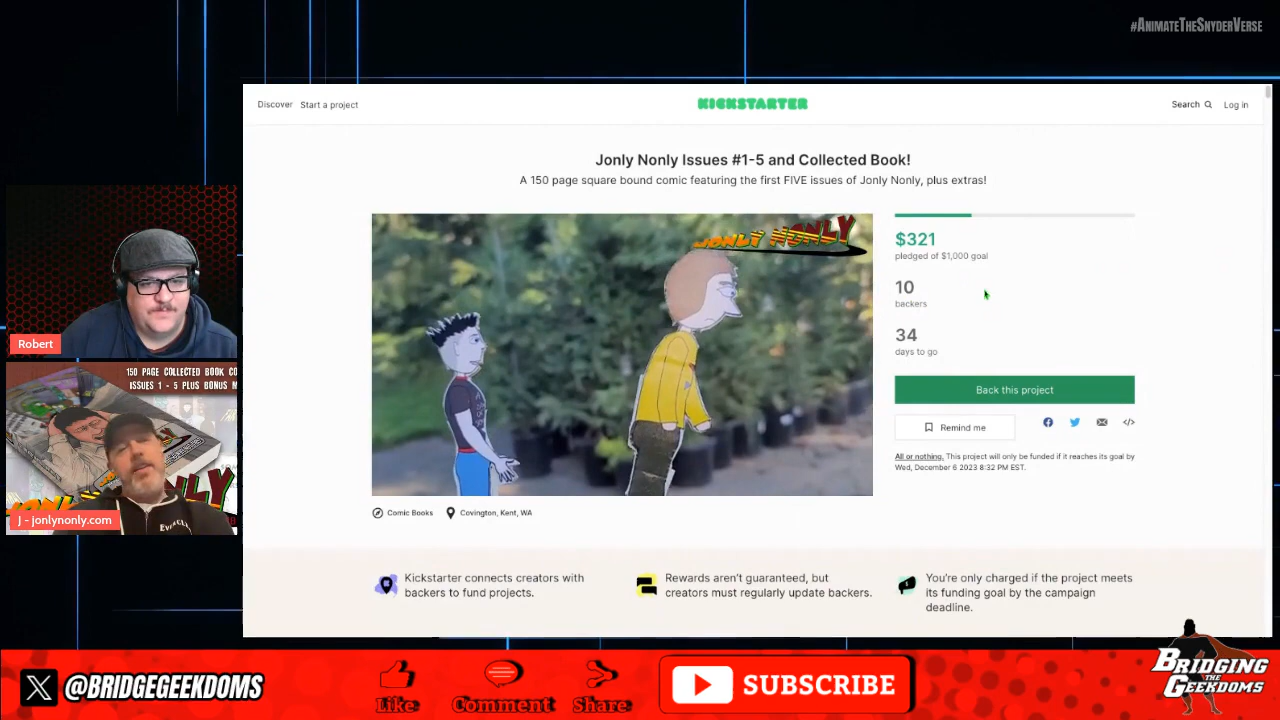 #ANIMATETHESNYDERVERSE
Discover Start a project
KICKSTARTER
Search Log in
Jonly Nonly Issues #1-5 and Collected Book!
A 150 page square bound comic featuring the first FIVE issues of Jonly Nonly, plus extras!
JONLY NONLY
$321
pledged of $1,000 goal
10
backers
34
days to go
Back this project
Remind me
All or nothing. This project will only be funded if it reaches its goal by
Wed, December 6 2023 8:32 PM EST.
Comic Books Covington, Kent, WA
Kickstarter connects creators with
backers to fund projects.
Rewards aren't guaranteed, but
creators must regularly update backers.
You're only charged if the project meets
its funding goal by the campaign
deadline.
Robert
150 PAGE COLLECTED BOOK CO
ISSUES 1 - 5 PLUS BONUS M
J - jonlynonly.com
X @BRIDGEGEEKDOMS
Like
Comment
Share
SUBSCRIBE
BRIDGING
THE
GEEKDOMS